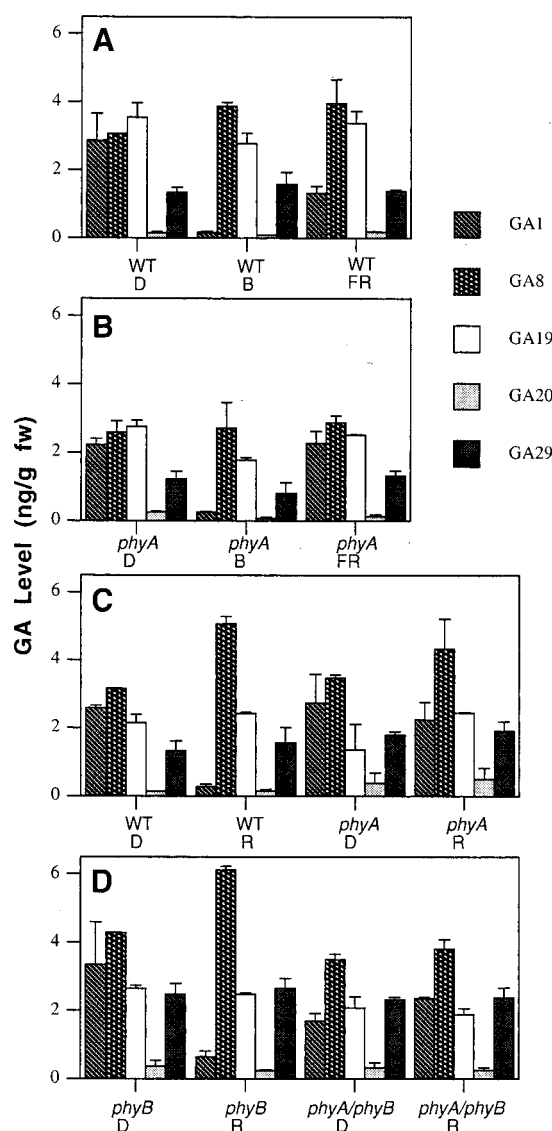 GA Level (ng/g fw)
A
6
4
2
0
WT WT WT
D B FR
B
6
4
2
0
phyA phyA phyA
D B FR
C
6
4
2
0
WT WT phyA phyA
D R D R
D
6
4
2
0
phyB phyB phyA/phyB phyA/phyB
D R D R
GA1
GA8
GA19
GA20
GA29